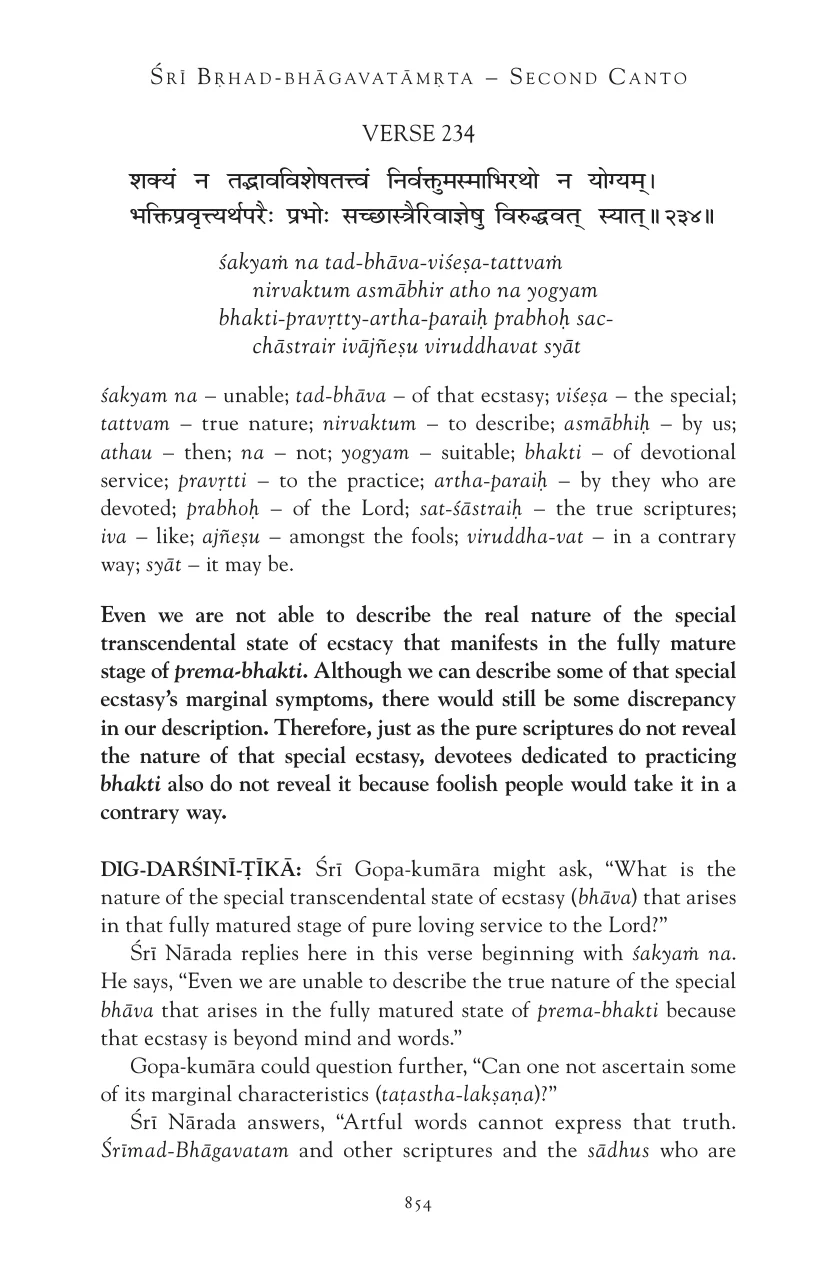 ŚRĪ BṚHAD-BHĀGAVATĀMṚTA – SECOND CANTO
VERSE 234
शक्यं न तद्भावविशेषतत्त्वं निर्वक्तुमस्माभिरथो न योग्यम्।
भक्तिप्रवृत्त्यर्थपरैः प्रभोः सच्छास्त्रैरिवाज्ञेषु विरुद्धवत् स्यात्॥२३४॥
śakyaṁ na tad-bhāva-viśeṣa-tattvaṁ
nirvaktum asmābhir atho na yogyam
bhakti-pravṛtty-artha-paraiḥ prabhoḥ sac-
chāstrair ivājñeṣu viruddhavat syāt
śakyam na – unable; tad-bhāva – of that ecstasy; viśeṣa – the special;
tattvam – true nature; nirvaktum – to describe; asmābhiḥ – by us;
athau – then; na – not; yogyam – suitable; bhakti – of devotional
service; pravṛtti – to the practice; artha-paraiḥ – by they who are
devoted; prabhoḥ – of the Lord; sat-śāstraiḥ – the true scriptures;
iva – like; ajñeṣu – amongst the fools; viruddha-vat – in a contrary
way; syāt – it may be.
Even we are not able to describe the real nature of the special
transcendental state of ecstacy that manifests in the fully mature
stage of prema-bhakti. Although we can describe some of that special
ecstasy’s marginal symptoms, there would still be some discrepancy
in our description. Therefore, just as the pure scriptures do not reveal
the nature of that special ecstasy, devotees dedicated to practicing
bhakti also do not reveal it because foolish people would take it in a
contrary way.
DIG-DARŚINĪ-ṬĪKĀ: Śrī Gopa-kumāra might ask, “What is the
nature of the special transcendental state of ecstasy (bhāva) that arises
in that fully matured stage of pure loving service to the Lord?”
Śrī Nārada replies here in this verse beginning with śakyaṁ na.
He says, “Even we are unable to describe the true nature of the special
bhāva that arises in the fully matured state of prema-bhakti because
that ecstasy is beyond mind and words.”
Gopa-kumāra could question further, “Can one not ascertain some
of its marginal characteristics (taṭastha-lakṣaṇa)?”
Śrī Nārada answers, “Artful words cannot express that truth.
Śrīmad-Bhāgavatam and other scriptures and the sādhus who are
854